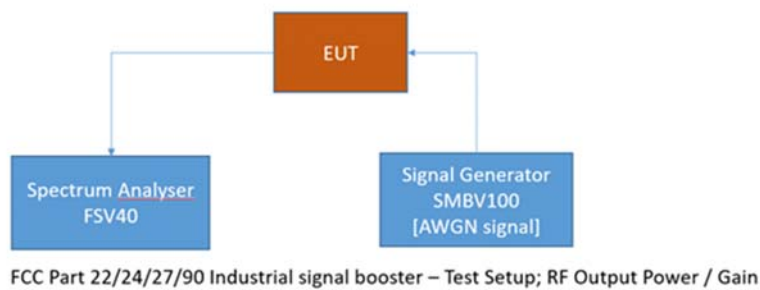 EUT
Spectrum Analyser
FSV40
Signal Generator
SMBV100
[AWGN signal]
FCC Part 22/24/27/90 Industrial signal booster – Test Setup; RF Output Power / Gain